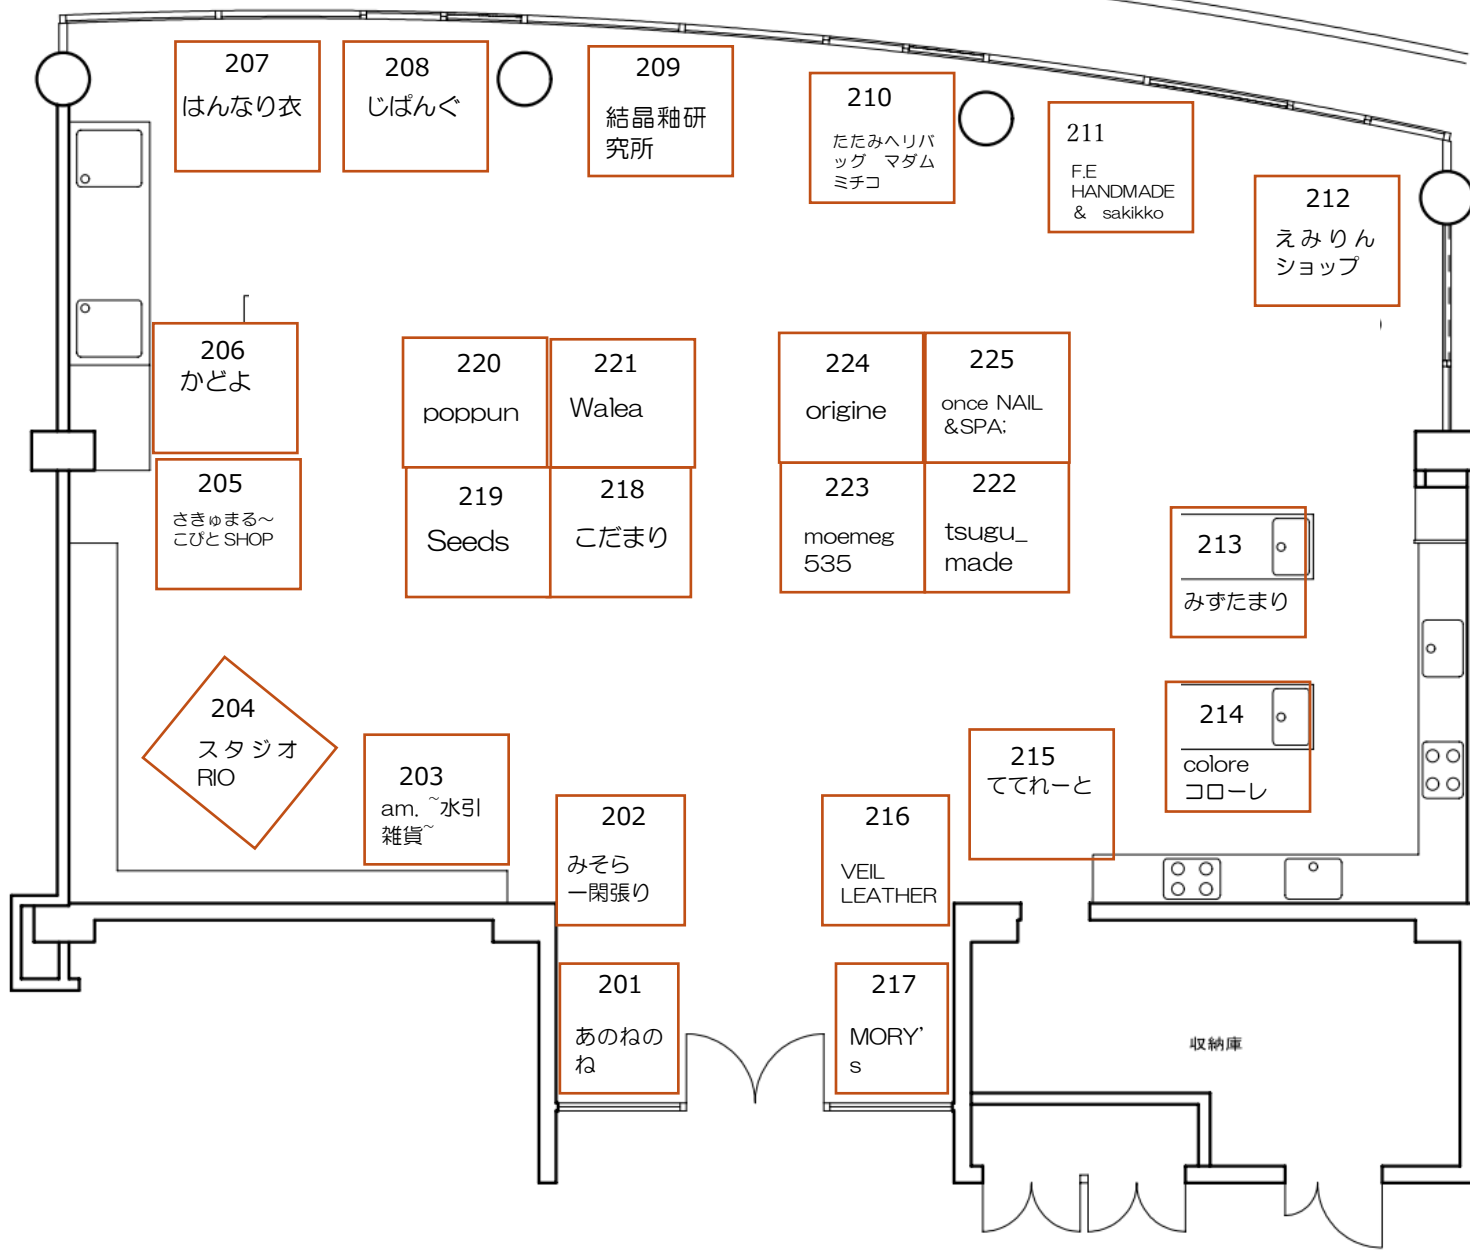 207
はんなり衣
208
じぱんぐ
209
結晶釉研
究所
210
たたみへリバ
ッグ　マダム
ミチコ
211
F.E
HANDMADE
&　sakikko
212
えみりん
ショップ
206
かどよ
220
poppun
221
Walea
224
origine
225
once NAIL
&SPA;
205
さきゅまる～
こびと SHOP
219
Seeds
218
こだまり
223
moemeg
535
222
tsugu_
made
213
みずたまり
204
スタジオ
RIO
203
am. ~水引
雑貨~
202
みそら
一閑張り
216
VEIL
LEATHER
215
ててれーと
214
colore
コローレ
201
あのねの
ね
217
MORY’
s
収納庫